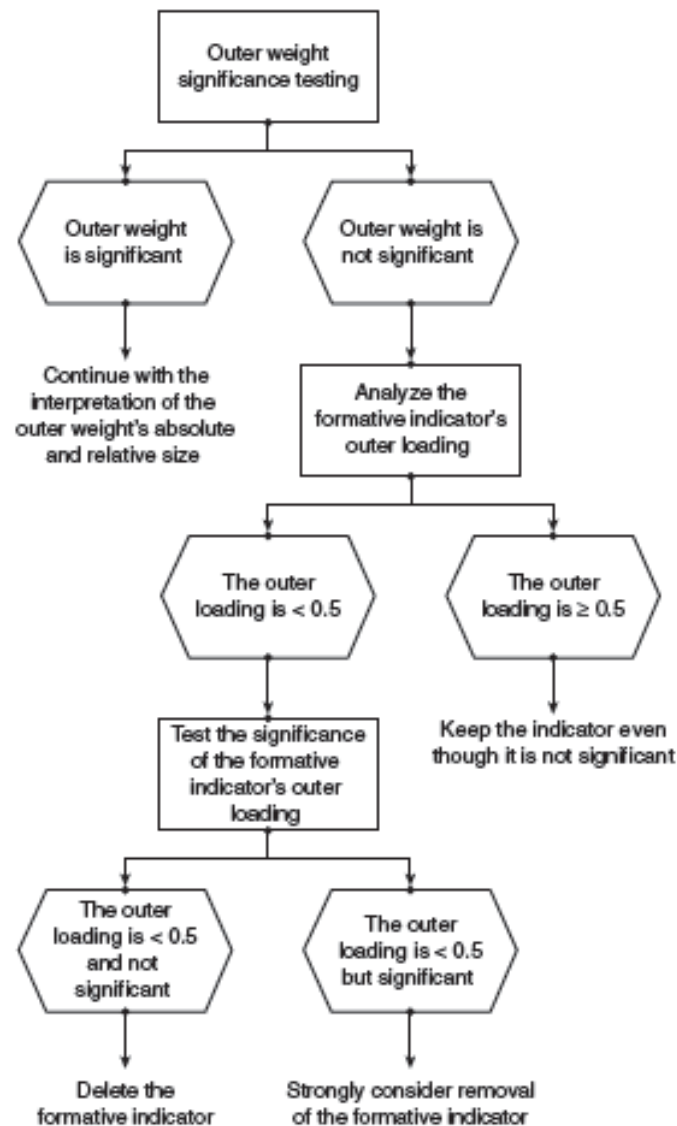 Outer weight
significance testing
Outer weight
is significant
Outer weight is
not significant
Continue with the
interpretation of the
outer weight's absolute
and relative size
Analyze the
formative indicator's
outer loading
The outer
loading is < 0.5
The outer
loading is ≥ 0.5
Test the significance
of the formative
indicator's outer
loading
Keep the indicator even
though it is not significant
The outer
loading is < 0.5
and not
significant
The outer
loading is < 0.5
but significant
Delete the
formative indicator
Strongly consider removal
of the formative indicator